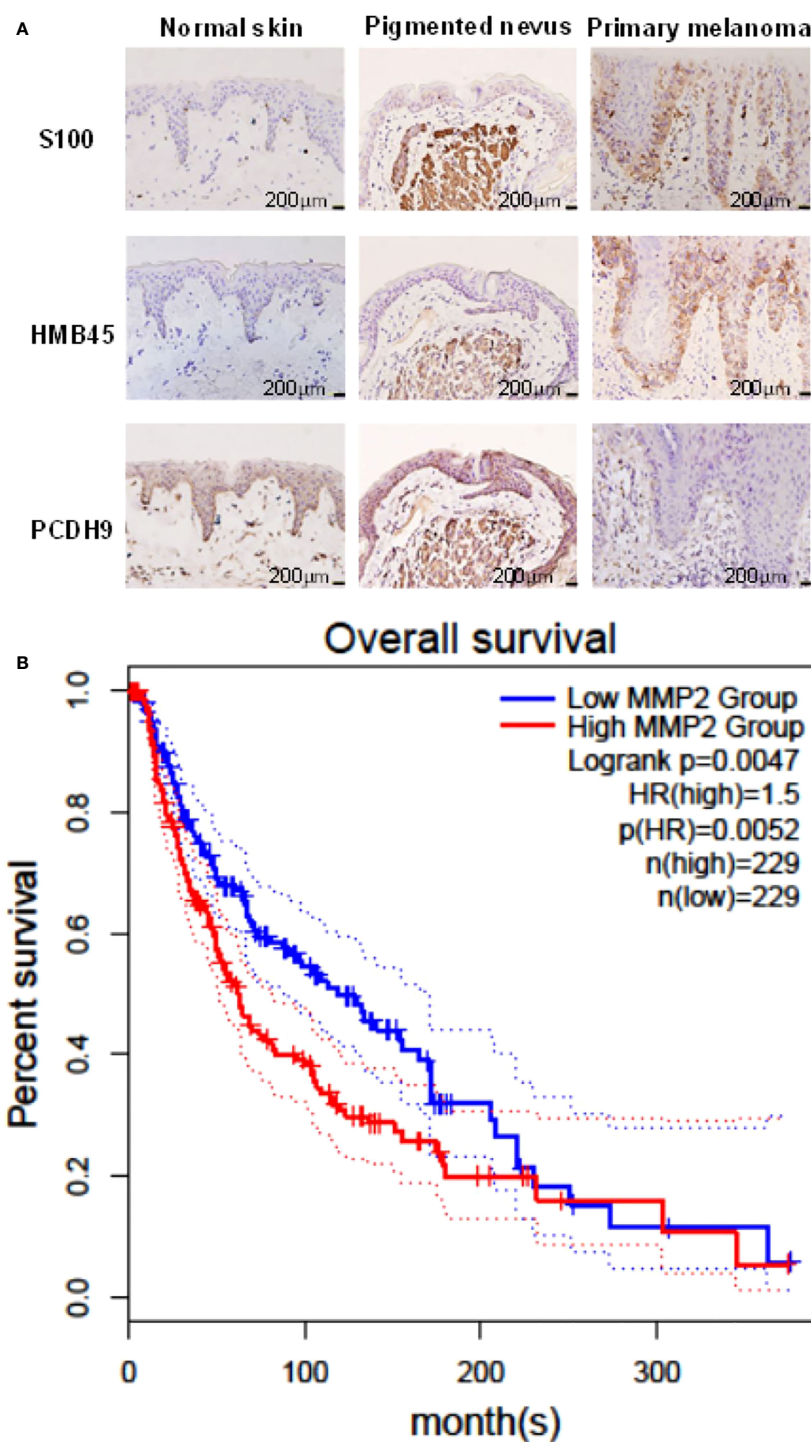 A
Normal skin Pigmented nevus Primary melanoma
S100
200μm 200μm 200μm
HMB45
200μm 200μm 200μm
PCDH9
200μm 200μm 200μm
B
Overall survival
Low MMP2 Group
High MMP2 Group
Logrank p=0.0047
HR(high)=1.5
p(HR)=0.0052
n(high)=229
n(low)=229
Percent survival
1.0
0.8
0.6
0.4
0.2
0.0
0 100 200 300
month(s)